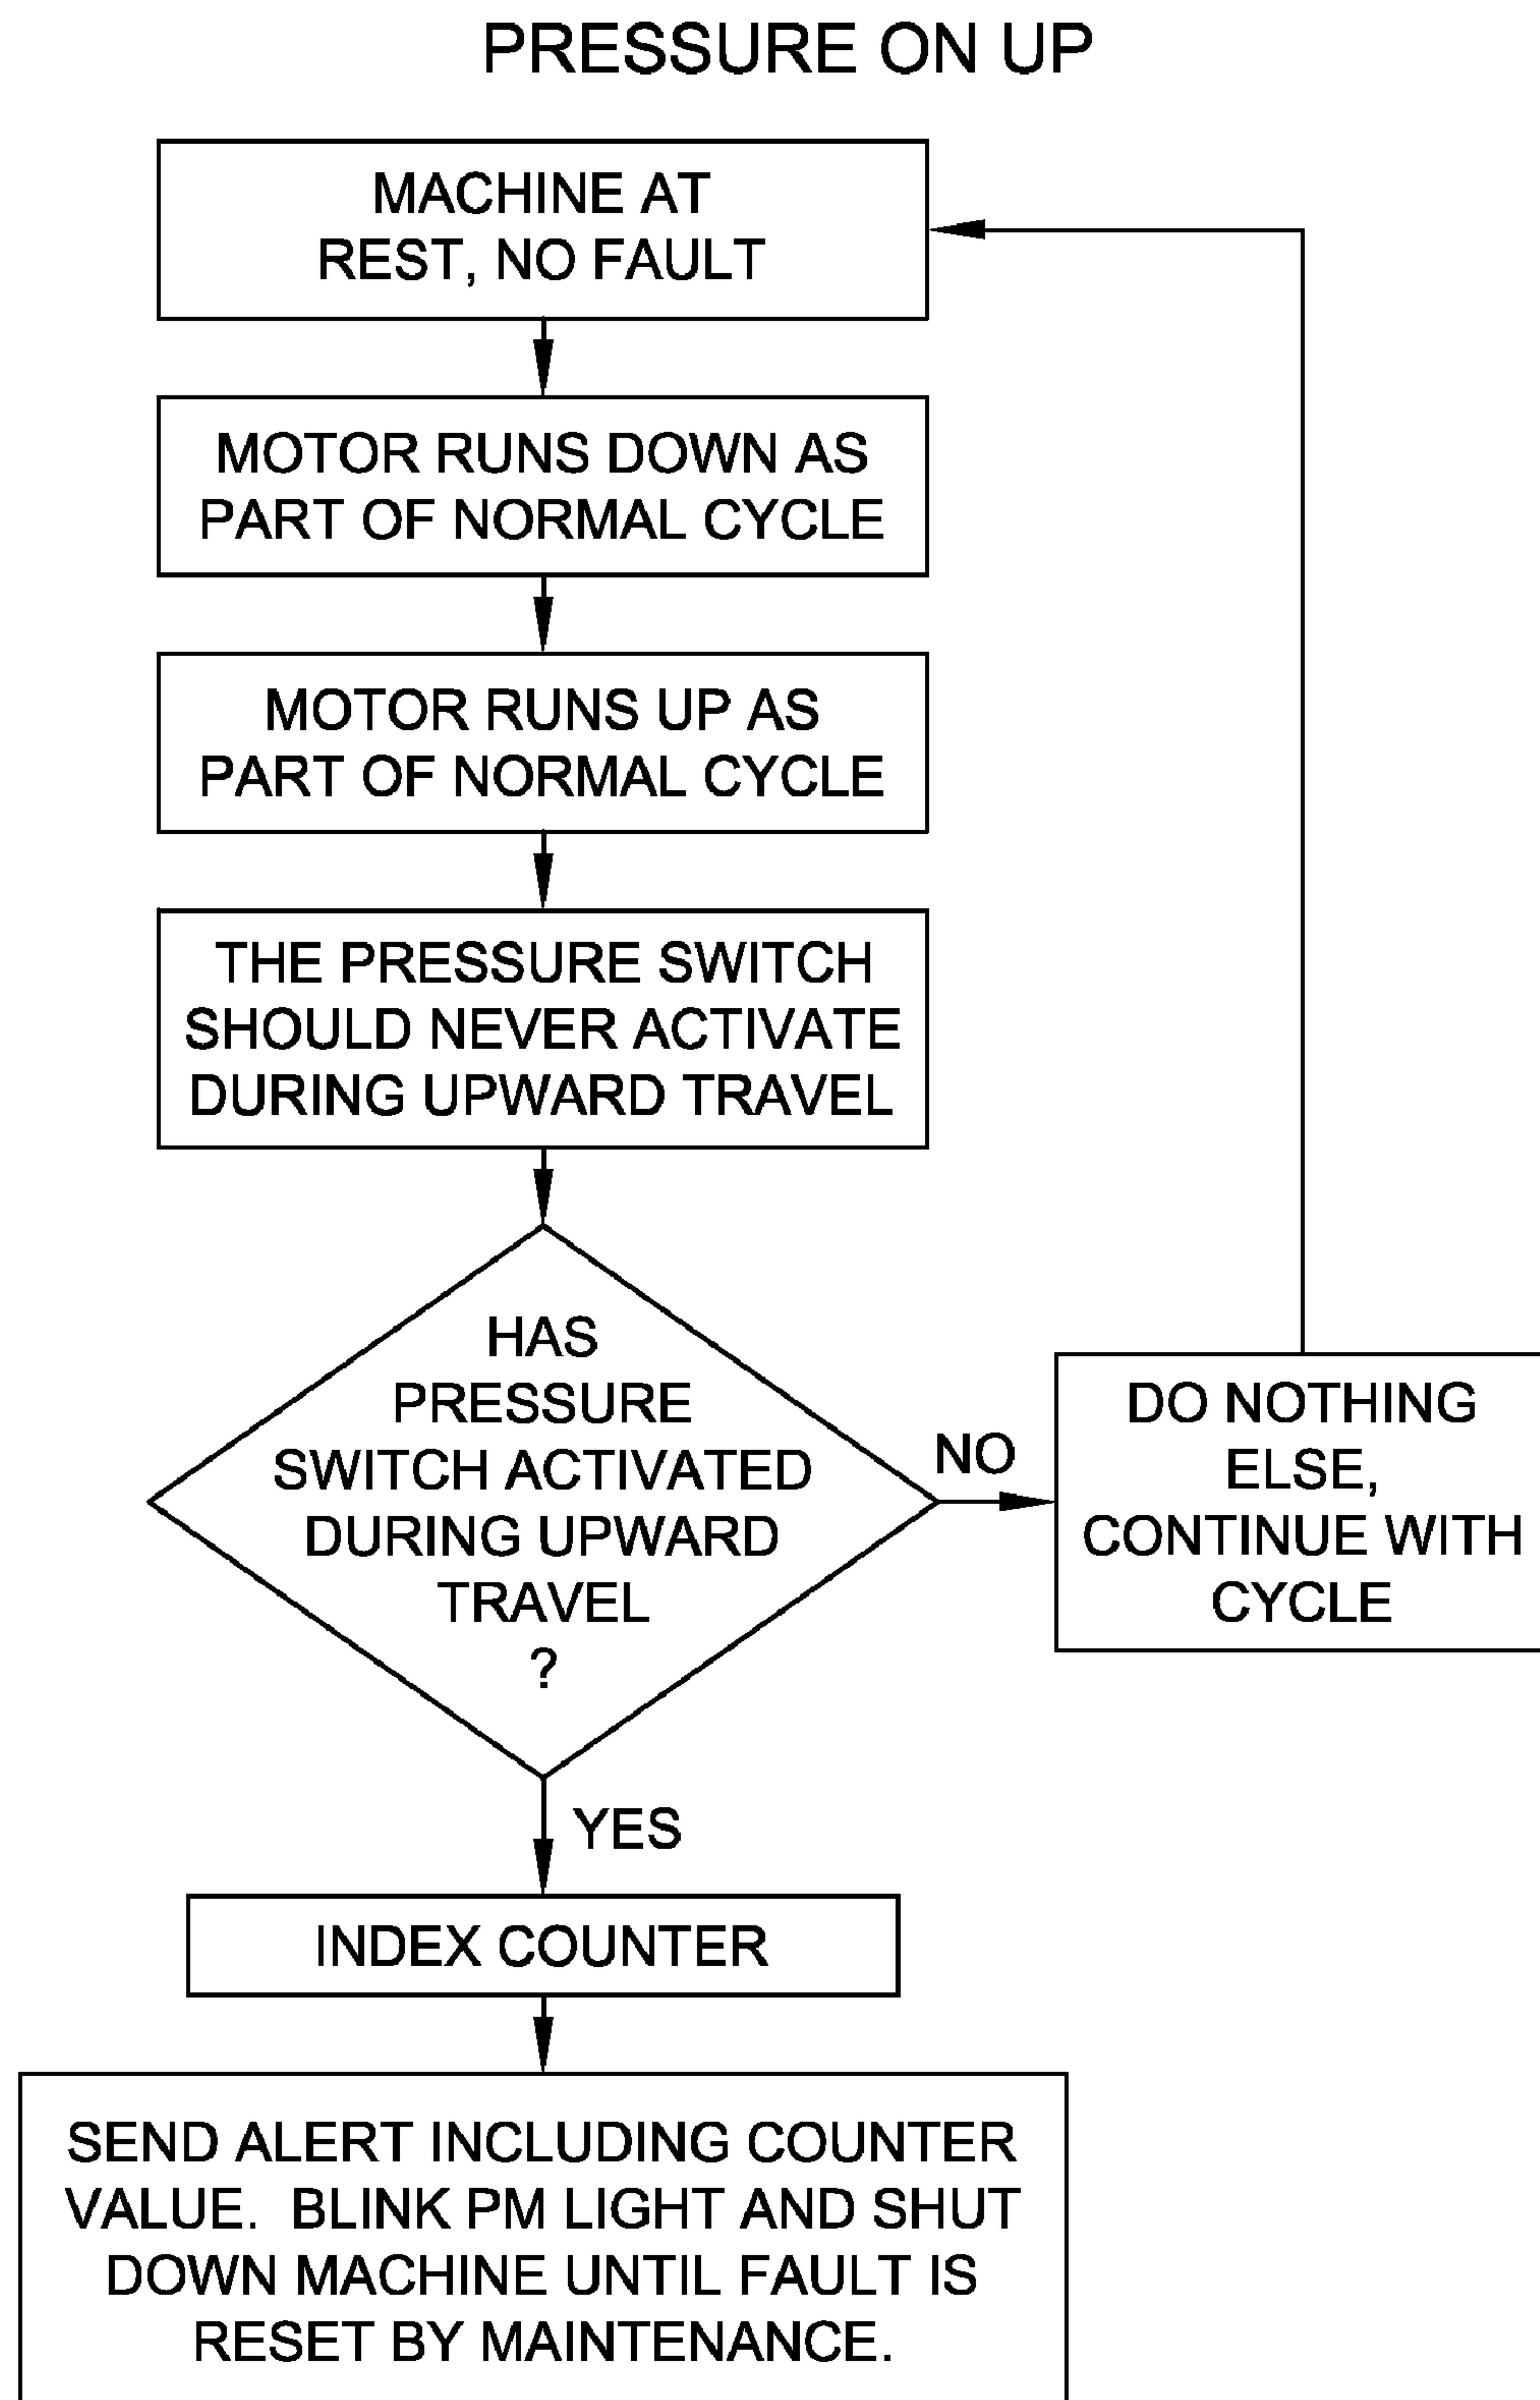 PRESSURE ON UP
MACHINE AT
REST, NO FAULT
MOTOR RUNS DOWN AS
PART OF NORMAL CYCLE
MOTOR RUNS UP AS
PART OF NORMAL CYCLE
THE PRESSURE SWITCH
SHOULD NEVER ACTIVATE
DURING UPWARD TRAVEL
HAS
PRESSURE
SWITCH ACTIVATED
DURING UPWARD
TRAVEL
?
NO
DO NOTHING
ELSE,
CONTINUE WITH
CYCLE
YES
INDEX COUNTER
SEND ALERT INCLUDING COUNTER
VALUE. BLINK PM LIGHT AND SHUT
DOWN MACHINE UNTIL FAULT IS
RESET BY MAINTENANCE.